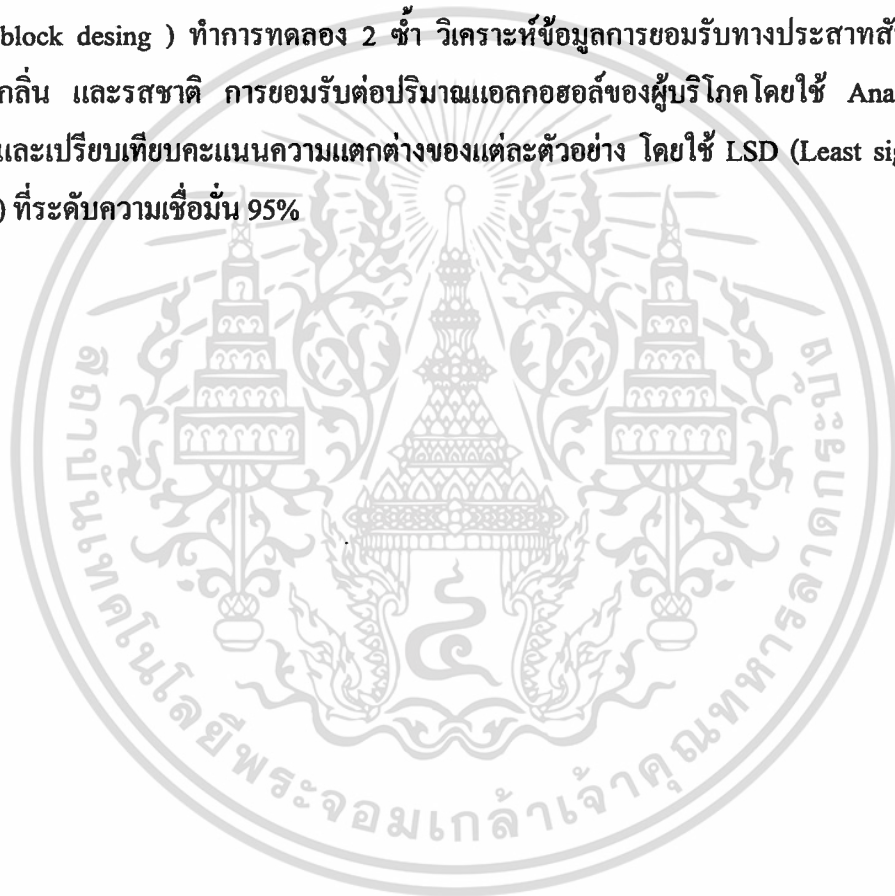 block desing ) ทำการทดลอง 2 ซ้ำ วิเคราะห์ข้อมูลการยอมรับทางประสาทสั
กลิ่น และรสชาติ การยอมรับต่อปริมาณแอลกอฮอล์ของผู้บริโภคโดยใช้ Ana
และเปรียบเทียบคะแนนความแตกต่างของแต่ละตัวอย่าง โดยใช้ LSD (Least sig
) ที่ระดับความเชื่อมั่น 95%
สถาบันเทคโนโลยีพระจอมเกล้าเจ้าคุณทหารลาดกระบัง